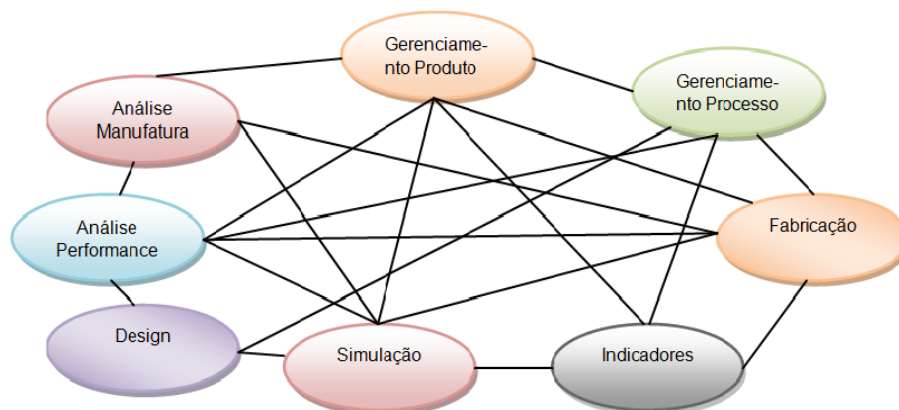 Gerenciame-
nto Produto
Gerenciame-
nto Processo
Análise
Manufatura
Análise
Performance
Fabricação
Design
Simulação
Indicadores